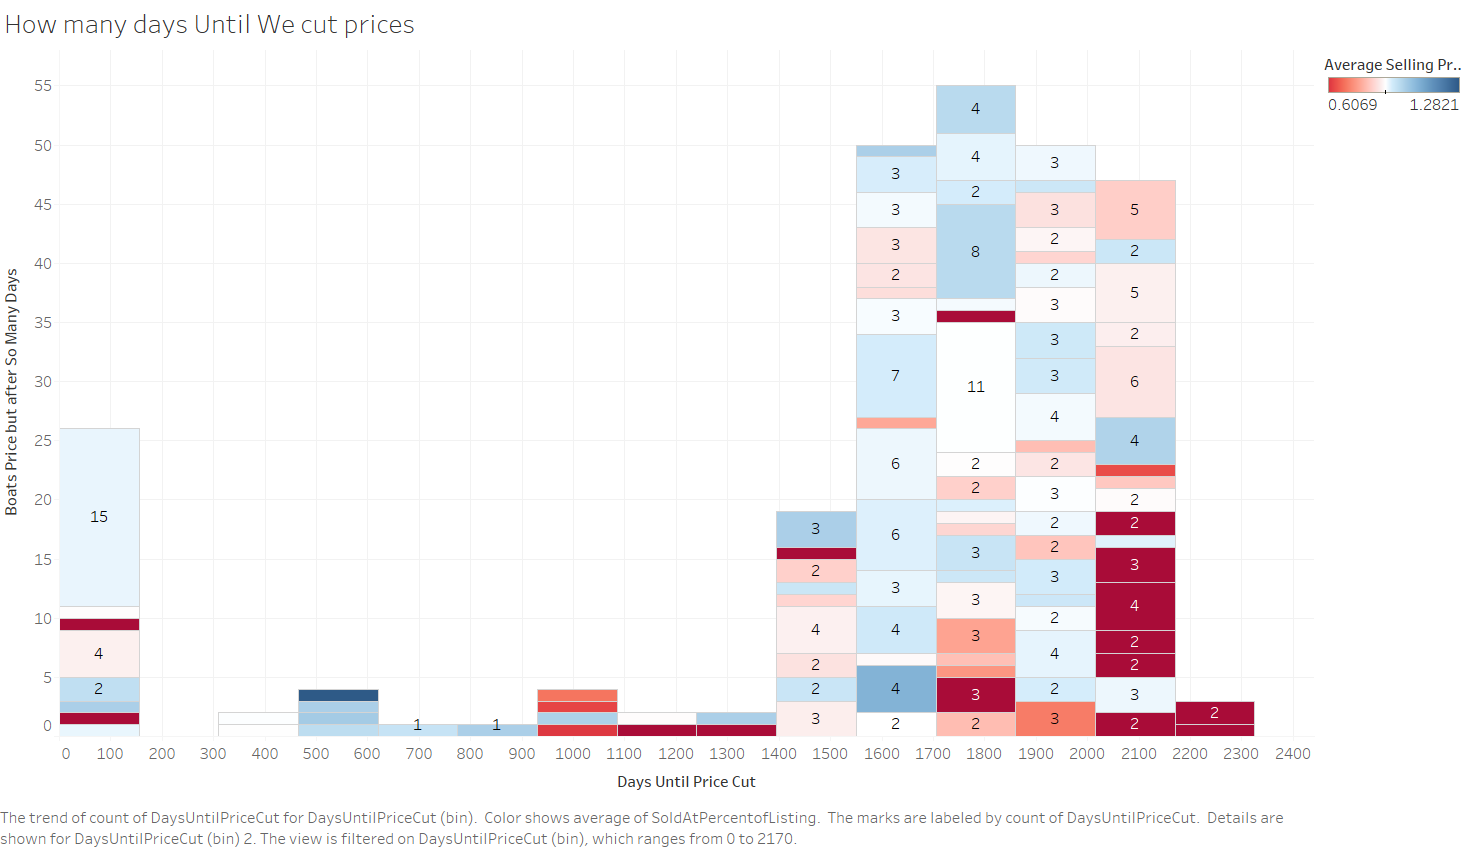 How many days Until We cut prices
Average Selling Pr..
0.6069 1.2821
Boats Price but after So Many Days
55
50
45
40
35
30
25
20
15
10
5
0
4
3 4 3
3 2 3 5
3 8 2 2
2 2 5
3 3 2
7 11 3 6
3
4 4
15 6 2 2
2 3 2
3 6 3 2 2
2 3 2 3
3 3 3 4
4 4 4 3 2 2
2 2 4 3 4 2
2 3 2 3
1 1 3 2 2 3 2 2
0 100 200 300 400 500 600 700 800 900 1000 1100 1200 1300 1400 1500 1600 1700 1800 1900 2000 2100 2200 2300 2400
Days Until Price Cut
The trend of count of DaysUntilPriceCut for DaysUntilPriceCut (bin). Color shows average of SoldAtPercentofListing. The marks are labeled by count of DaysUntilPriceCut. Details are
shown for DaysUntilPriceCut (bin) 2. The view is filtered on DaysUntilPriceCut (bin), which ranges from 0 to 2170.